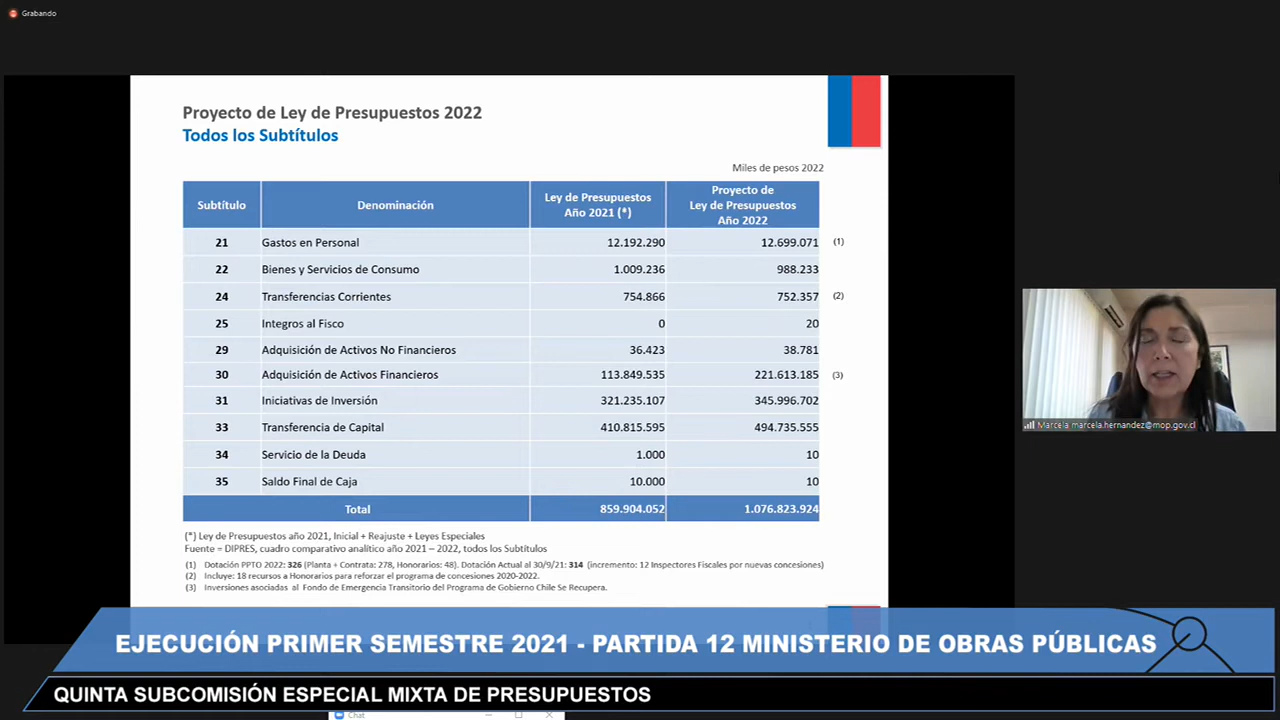 Grabando
Proyecto de Ley de Presupuestos 2022
Todos los Subtítulos
Miles de pesos 2022
Subtítulo Denominación Ley de Presupuestos Año 2021 (*) Proyecto de Ley de Presupuestos Año 2022
21 Gastos en Personal 12.192.290 12.699.071 (1)
22 Bienes y Servicios de Consumo 1.009.236 988.233
24 Transferencias Corrientes 754.866 752.357 (2)
25 Integros al Fisco 0 20
29 Adquisición de Activos No Financieros 36.423 38.781
30 Adquisición de Activos Financieros 113.849.535 221.613.185 (3)
31 Iniciativas de Inversión 321.235.107 345.996.702
33 Transferencia de Capital 410.815.595 494.735.555
34 Servicio de la Deuda 1.000 10
35 Saldo Final de Caja 10.000 10
Total 859.904.052 1.076.823.924
(*) Ley de Presupuestos año 2021, Inicial + Reajuste + Leyes Especiales
Fuente = DIPRES, cuadro comparativo analítico año 2021 – 2022, todos los Subtítulos
(1) Dotación PPTO 2022: 326 (Planta + Contrata: 278, Honorarios: 48). Dotación Actual al 30/9/21: 314 (incremento: 12 Inspectores Fiscales por nuevas concesiones)
(2) Incluye: 18 recursos a Honorarios para reforzar el programa de concesiones 2020-2022.
(3) Inversiones asociadas al Fondo de Emergencia Transitorio del Programa de Gobierno Chile Se Recupera.
Marcela marcela.hernandez@mop.gov.cl
EJECUCIÓN PRIMER SEMESTRE 2021 - PARTIDA 12 MINISTERIO DE OBRAS PÚBLICAS
QUINTA SUBCOMISIÓN ESPECIAL MIXTA DE PRESUPUESTOS
Chat